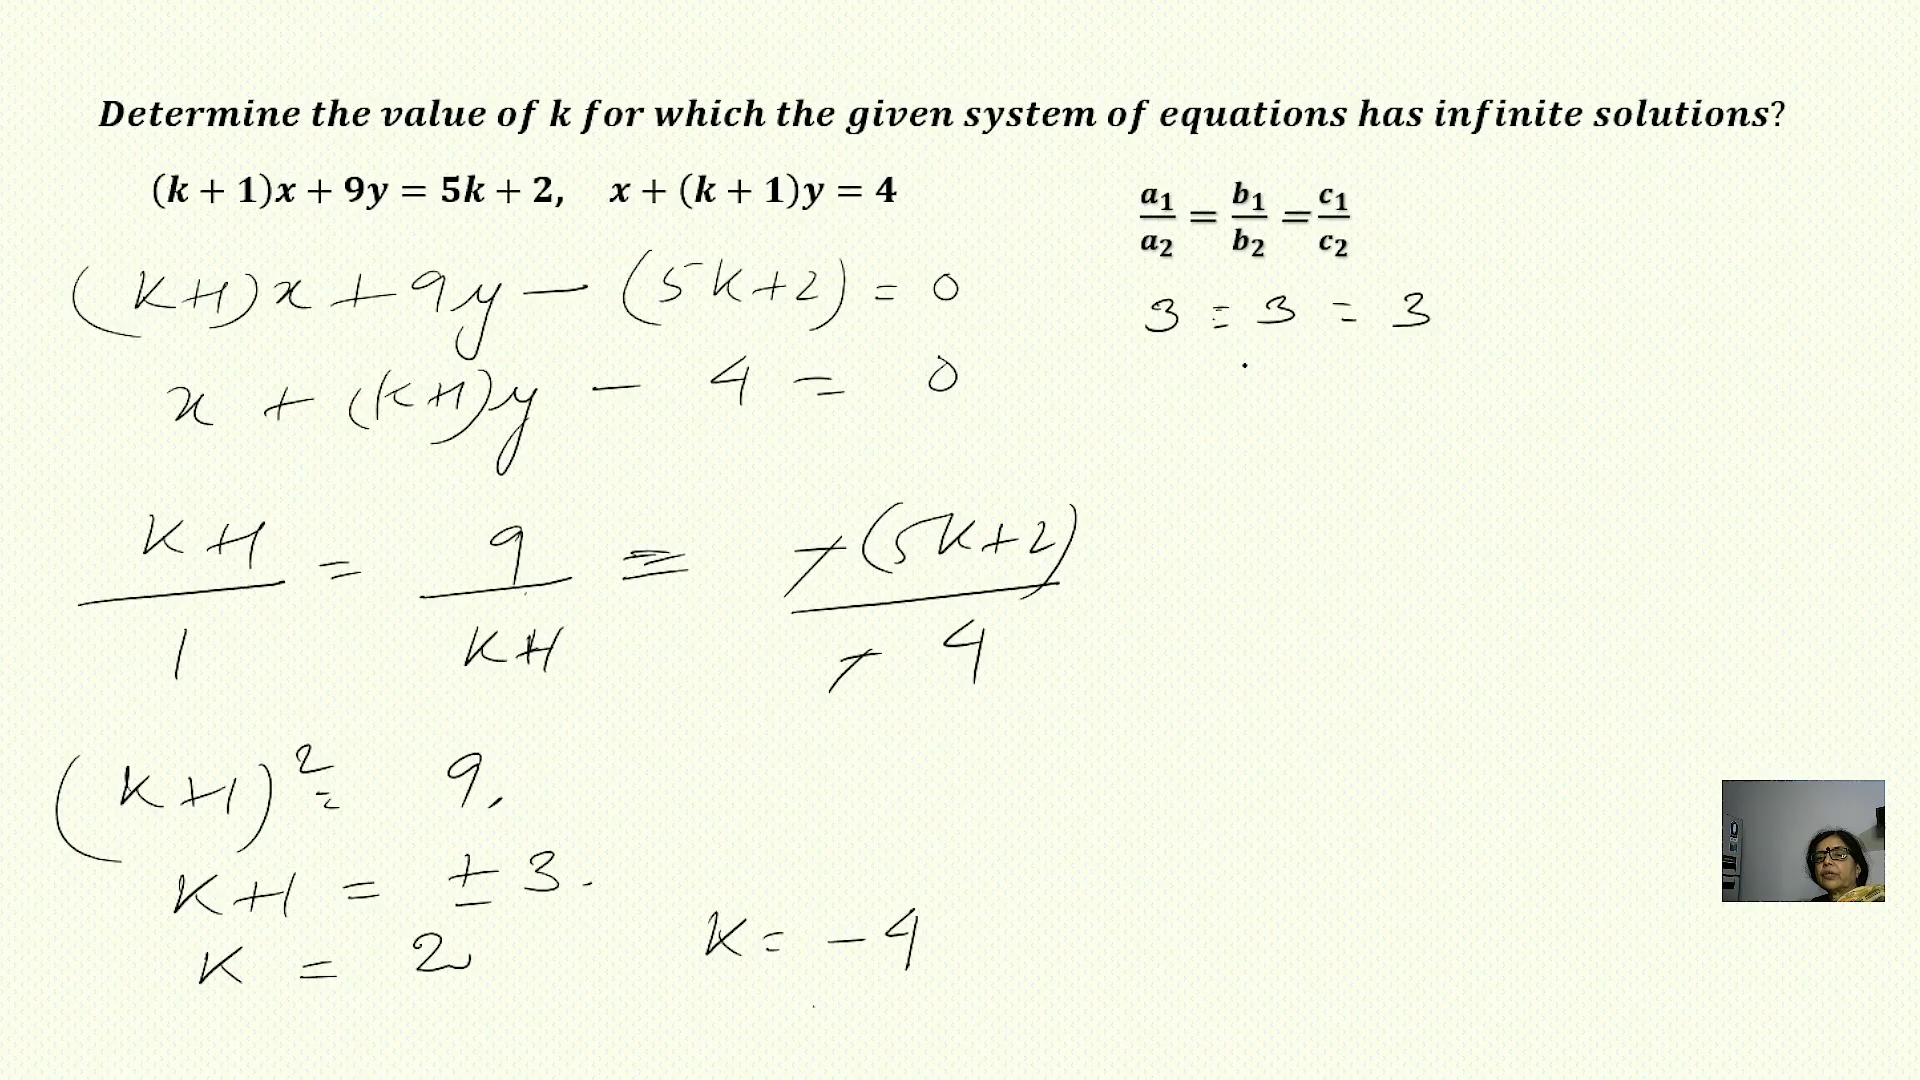 Determine the value of k for which the given system of equations has infinite solutions?
(k + 1)x + 9y = 5k + 2,    x + (k + 1)y = 4
a₁/a₂ = b₁/b₂ = c₁/c₂
(k+1)x + 9y - (5k+2) = 0
3 = 3 = 3
x + (k+1)y - 4 = 0
k+1/1 = 9/k+1 = -(5k+2)/-4
(k+1)² = 9
k+1 = ±3
k = 2    k = -4